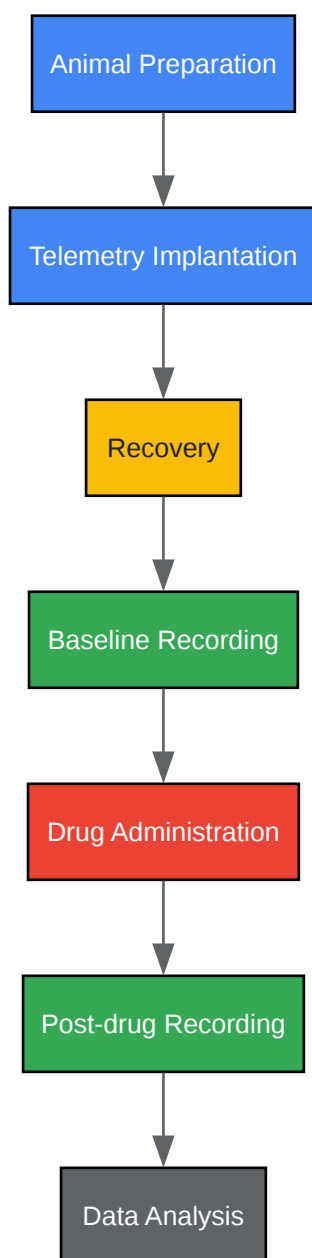 Animal Preparation
Telemetry Implantation
Recovery
Baseline Recording
Drug Administration
Post-drug Recording
Data Analysis